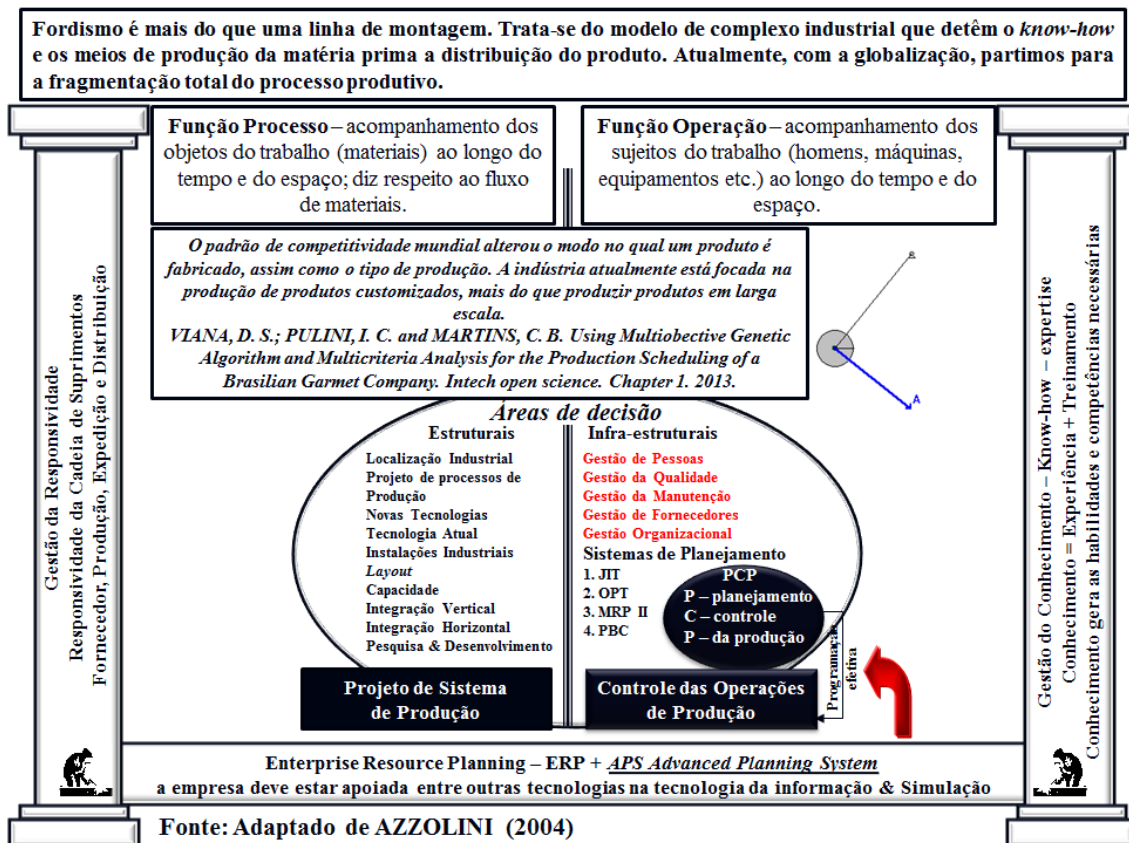 Fordismo é mais do que uma linha de montagem. Trata-se do modelo de complexo industrial que detêm o know-how
e os meios de produção da matéria prima a distribuição do produto. Atualmente, com a globalização, partimos para
a fragmentação total do processo produtivo.
Função Processo – acompanhamento dos
objetos do trabalho (materiais) ao longo do
tempo e do espaço; diz respeito ao fluxo
de materiais.
Função Operação – acompanhamento dos
sujeitos do trabalho (homens, máquinas,
equipamentos etc.) ao longo do tempo e do
espaço.
O padrão de competitividade mundial alterou o modo no qual um produto é
fabricado, assim como o tipo de produção. A indústria atualmente está focada na
produção de produtos customizados, mais do que produzir produtos em larga
escala.
VIANA, D. S.; PULINI, I. C. and MARTINS, C. B. Using Multiobective Genetic
Algorithm and Multicriteria Analysis for the Production Scheduling of a
Brasilian Garmet Company. Intech open science. Chapter 1. 2013.
A
Gestão da Responsividade
Responsividade da Cadeia de Suprimentos
Fornecedor, Produção, Expedição e Distribuição
Áreas de decisão
Estruturais
Localização Industrial
Projeto de processos de
Produção
Novas Tecnologias
Tecnologia Atual
Instalações Industriais
Layout
Capacidade
Integração Vertical
Integração Horizontal
Pesquisa & Desenvolvimento
Infra-estruturais
Gestão de Pessoas
Gestão da Qualidade
Gestão da Manutenção
Gestão de Fornecedores
Gestão Organizacional
Sistemas de Planejamento
1. JIT
2. OPT
3. MRP II
4. PBC
PCP
P – planejamento
C – controle
P – da produção
Programação
efetiva
Projeto de Sistema
de Produção
Controle das Operações
de Produção
Gestão do Conhecimento – Know-how – expertise
Conhecimento = Experiência + Treinamento
Conhecimento gera as habilidades e competências necessárias
Enterprise Resource Planning – ERP + APS Advanced Planning System
a empresa deve estar apoiada entre outras tecnologias na tecnologia da informação & Simulação
Fonte: Adaptado de AZZOLINI (2004)